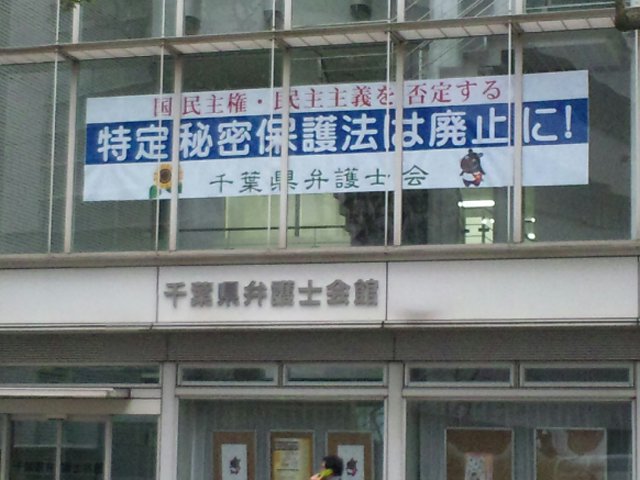 国民主権・民主主義を否定する
特定秘密保護法は廃止に!
千葉県弁護士会
千葉県弁護士会館